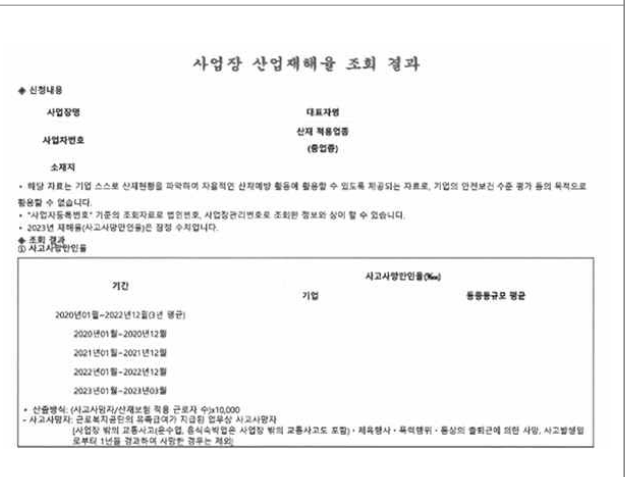 사업장 산업재해율 조회 결과
◈ 신청내용
사업장명 대표자명
사업자번호 산재 적용업종
(중업종)
소재지
• 해당 자료는 기업 스스로 산재현황을 파악하여 자율적인 산재예방 활동에 활용할 수 있도록 제공되는 자료로, 기업의 안전보건 수준 평가 등의 목적으로
활용할 수 없습니다.
• "사업자등록번호" 기준의 조회자료로 법인번호, 사업장관리번호로 조회한 정보와 상이 할 수 있습니다.
• 2023년 재해율(사고사망만인율)은 잠정 수치입니다.
◈ 조회 결과
① 사고사망만인율
기간 사고사망만인율(‱)
기업 동종동규모 평균
2020년01월~2022년12월(3년 평균)
2020년01월~2020년12월
2021년01월~2021년12월
2022년01월~2022년12월
2023년01월~2023년03월
• 산출방식: (사고사망자/산재보험 적용 근로자 수)x10,000
- 사고사망자: 근로복지공단의 유족급여가 지급된 업무상 사고사망자
[사업장 밖의 교통사고(운수업, 음식숙박업은 사업장 밖의 교통사고도 포함)·체육행사·폭력행위·통상의 출퇴근에 의한 사망, 사고발생일
로부터 1년을 경과하여 사망한 경우는 제외]